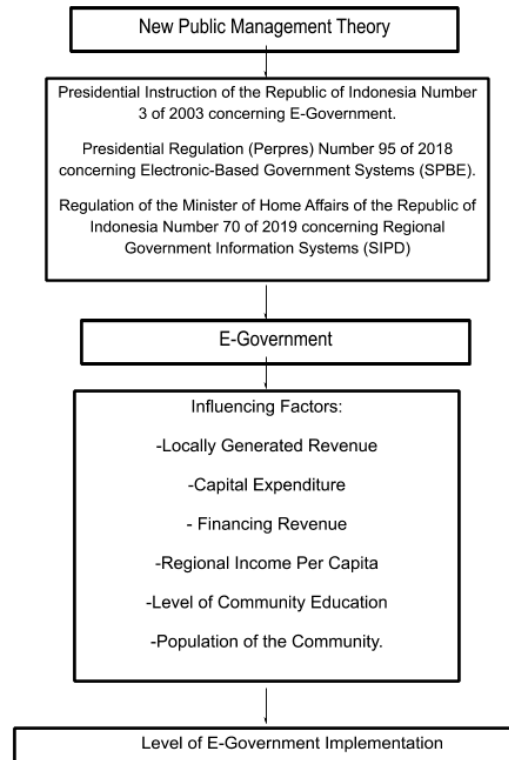 New Public Management Theory
Presidential Instruction of the Republic of Indonesia Number
3 of 2003 concerning E-Government.
Presidential Regulation (Perpres) Number 95 of 2018
concerning Electronic-Based Government Systems (SPBE).
Regulation of the Minister of Home Affairs of the Republic of
Indonesia Number 70 of 2019 concerning Regional
Government Information Systems (SIPD)
E-Government
Influencing Factors:
-Locally Generated Revenue
-Capital Expenditure
- Financing Revenue
-Regional Income Per Capita
-Level of Community Education
-Population of the Community.
Level of E-Government Implementation